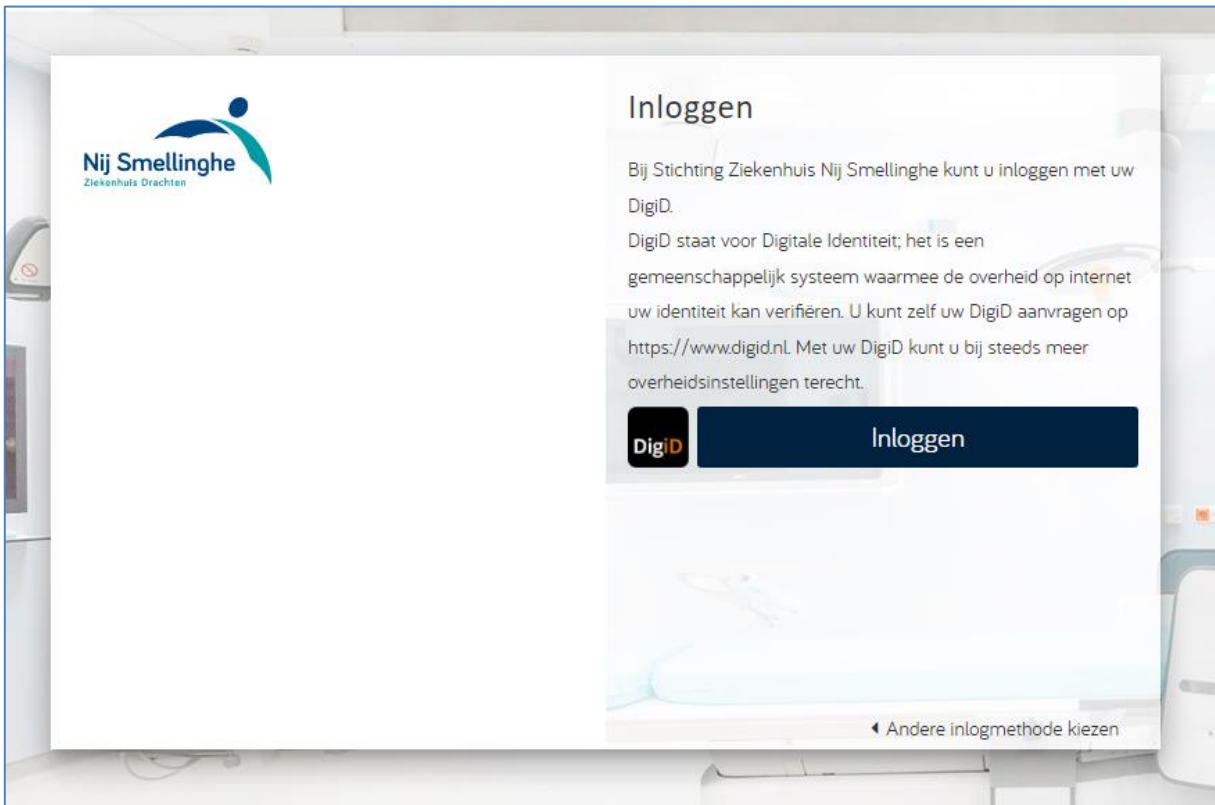 Nij Smellinghe
Ziekenhuis Drachten
Inloggen
Bij Stichting Ziekenhuis Nij Smellinghe kunt u inloggen met uw
DigiD.
DigiD staat voor Digitale Identiteit; het is een
gemeenschappelijk systeem waarmee de overheid op internet
uw identiteit kan verifiëren. U kunt zelf uw DigiD aanvragen op
https://www.digid.nl. Met uw DigiD kunt u bij steeds meer
overheidsinstellingen terecht.
DigiD
Inloggen
Andere inlogmethode kiezen